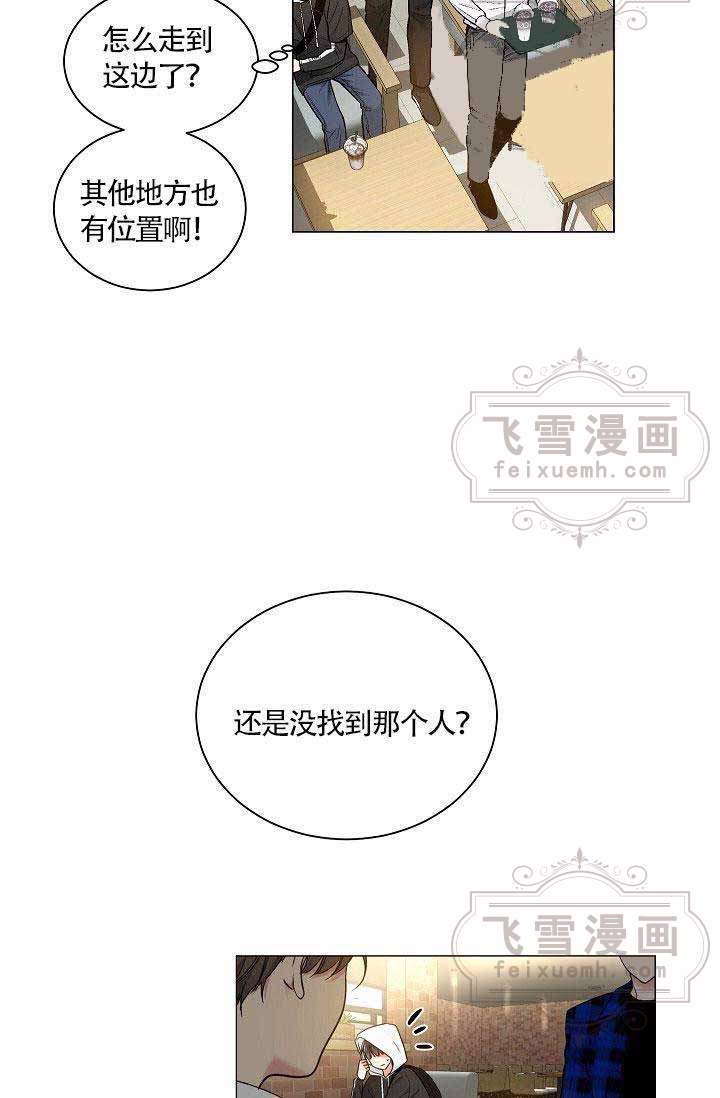 怎么走到
这边了?
其他地方也
有位置啊!
飞雪漫画
feixuemh.com
还是没找到那个人?
飞雪漫画
feixuemh.com